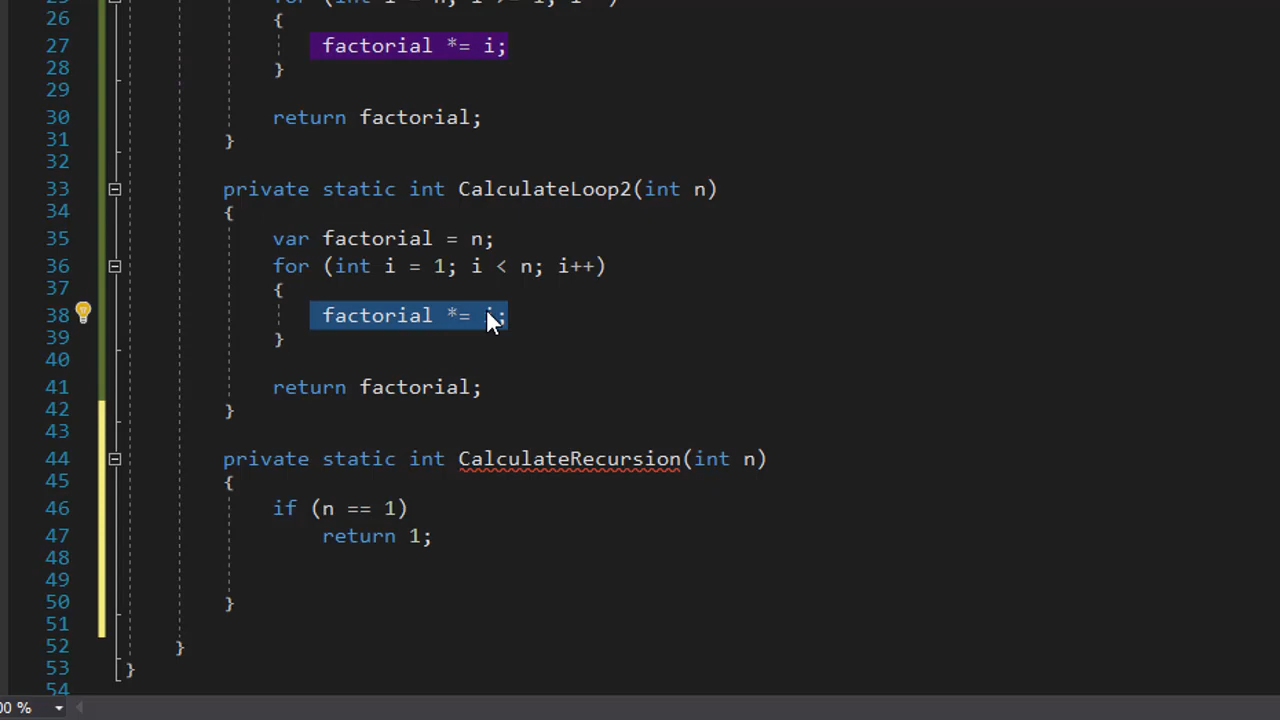 26 {
27 factorial *= i;
28 }
29
30 return factorial;
31 }
32
33 private static int CalculateLoop2(int n)
34 {
35 var factorial = n;
36 for (int i = 1; i < n; i++)
37 {
38 factorial *= i;
39 }
40
41 return factorial;
42 }
43
44 private static int CalculateRecursion(int n)
45 {
46 if (n == 1)
47 return 1;
48
49
50 }
51
52 }
53 }
54
00 %